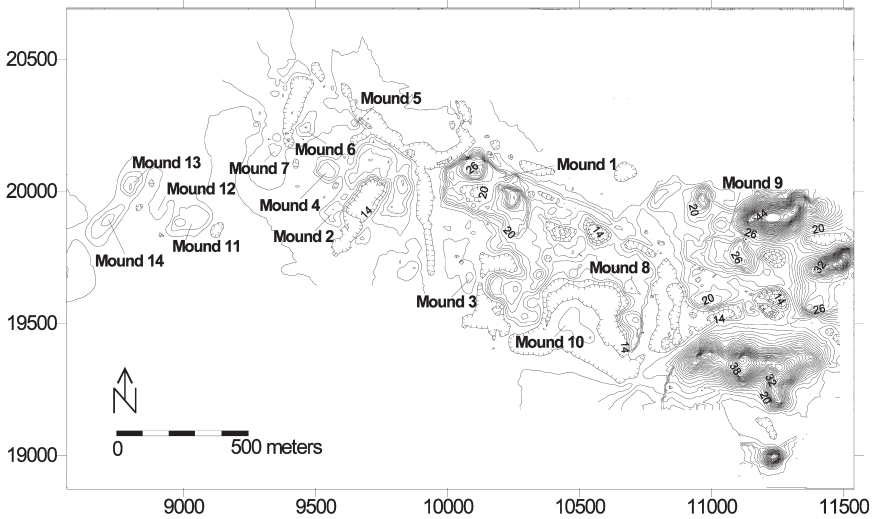 20500
20000
19500
19000
Mound 5
Mound 6
Mound 7
Mound 13
Mound 12
Mound 1
26
Mound 9
20
Mound 4
14
20
44
Mound 11
Mound 2
20
14
26
20
Mound 14
26
32
Mound 8
Mound 3
20
14
14
26
Mound 10
14
38
32
20
N
0
500 meters
9000
9500
10000
10500
11000
11500